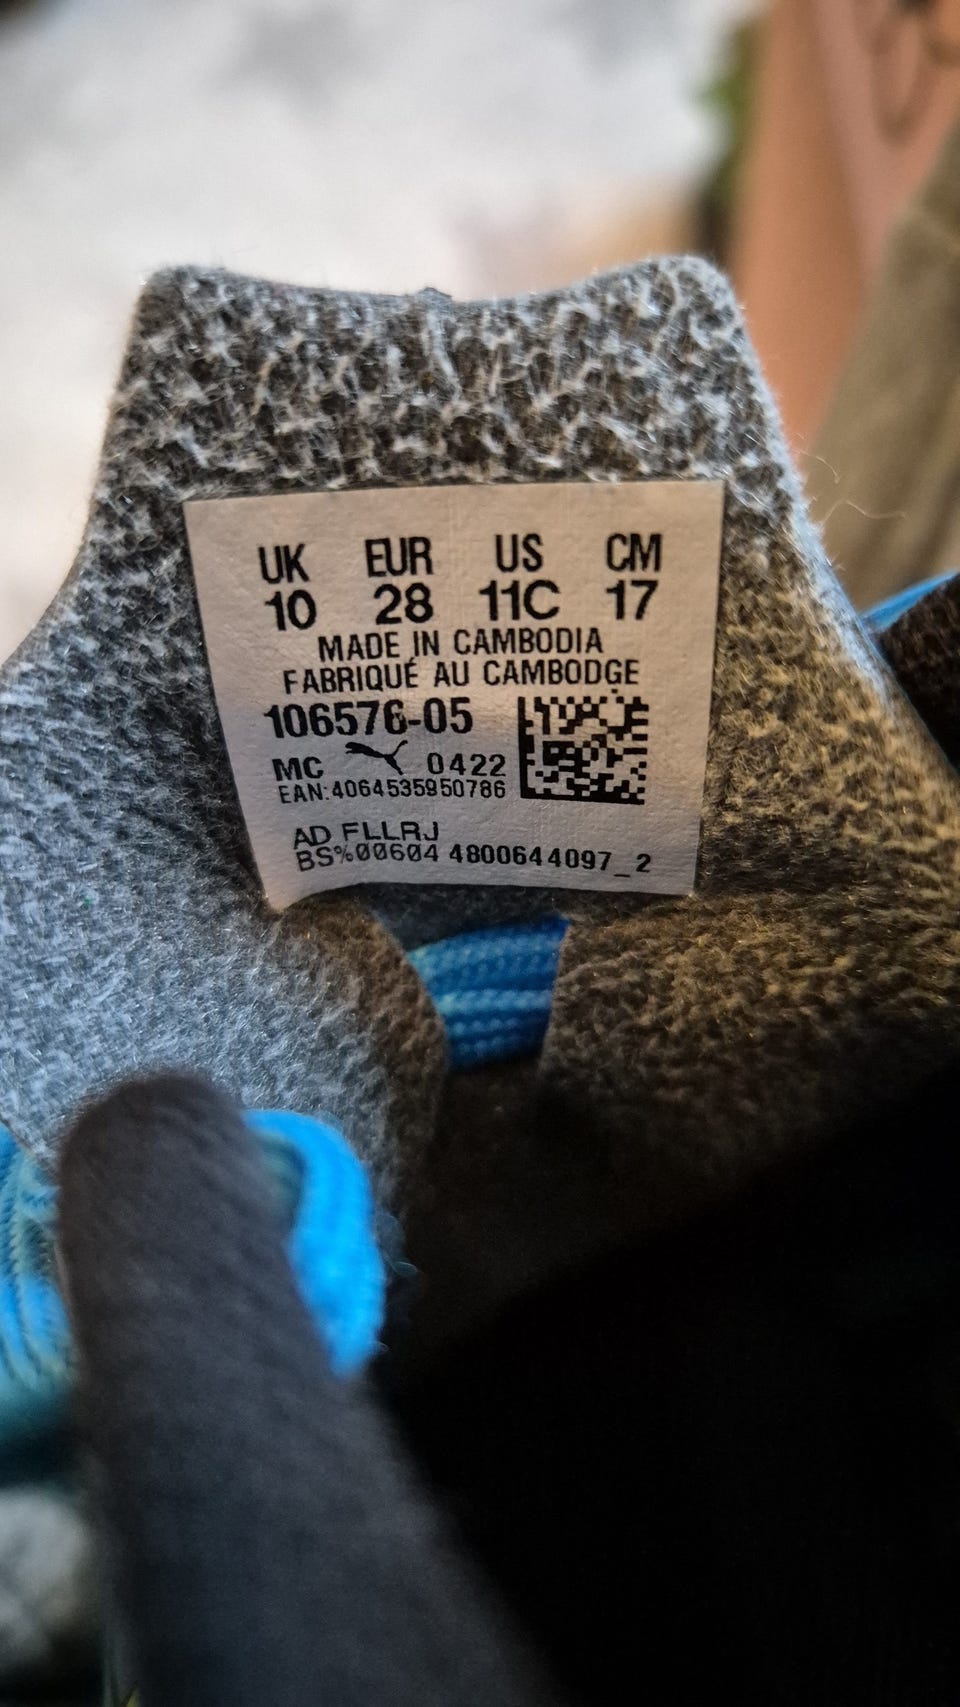 UK EUR US CM
10 28 11C 17
MADE IN CAMBODIA
FABRIQUÉ AU CAMBODGE
106576-05
MC 0422
EAN:4064535950786
AD FLLRJ
BS%00604 4800644097_2